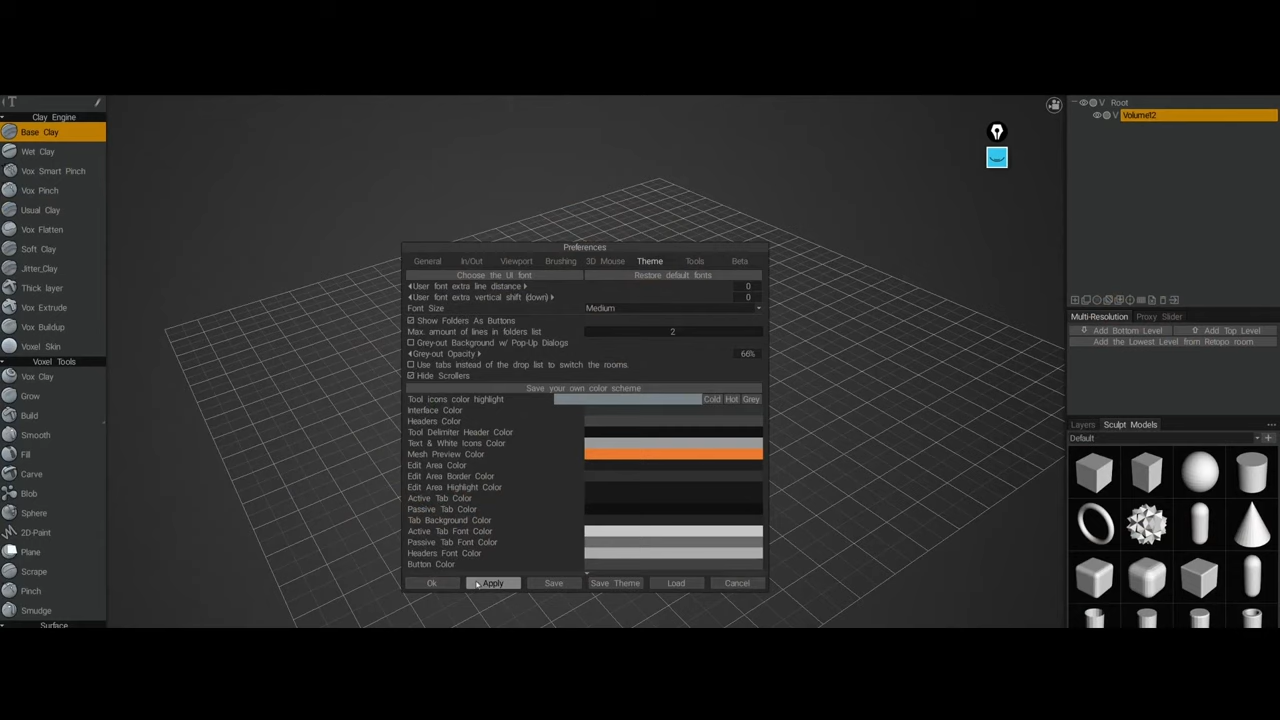 T
Clay Engine
Base Clay
Wet Clay
Vox Smart Pinch
Vox Pinch
Usual Clay
Vox Flatten
Soft Clay
Jitter_Clay
Thick layer
Vox Extrude
Vox Buildup
Voxel Skin
Voxel Tools
Vox Clay
Grow
Build
Smooth
Fill
Carve
Blob
Sphere
2D-Paint
Plane
Scrape
Pinch
Smudge
Surface
Preferences
General In/Out Viewport Brushing 3D Mouse Theme Tools Beta
Choose the UI font Restore default fonts
User font extra line distance 0
User font extra vertical shift (down) 0
Font Size Medium
Show Folders As Buttons
Max. amount of lines in folders list 2
Grey-out Background w/ Pop-Up Dialogs
Grey-out Opacity 66%
Use tabs instead of the drop list to switch the rooms.
Hide Scrollers
Save your own color scheme
Tool icons color highlight Cold Hot Grey
Interface Color
Headers Color
Tool Delimiter Header Color
Text & White Icons Color
Mesh Preview Color
Edit Area Color
Edit Area Border Color
Edit Area Highlight Color
Active Tab Color
Passive Tab Color
Tab Background Color
Active Tab Font Color
Passive Tab Font Color
Headers Font Color
Button Color
Ok Apply Save Save Theme Load Cancel
V Root
V Volume12
Multi-Resolution Proxy Slider
Add Bottom Level Add Top Level
Add the Lowest Level from Retopo room
Layers Sculpt Models
Default